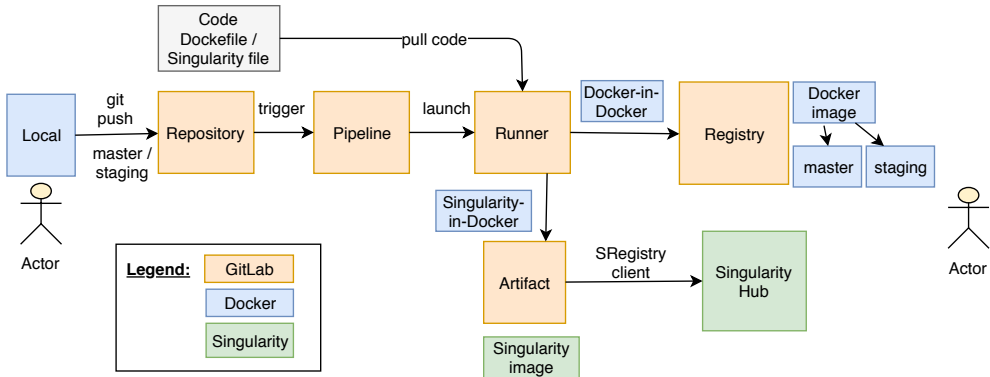 Code
Dockefile /
Singularity file
pull code
Local
git
push
master /
staging
Repository
trigger
Pipeline
launch
Runner
Docker-in-
Docker
Registry
Docker
image
master
staging
Actor
Singularity-
in-Docker
Actor
Legend:
GitLab
Docker
Singularity
Artifact
SRegistry
client
Singularity
Hub
Singularity
image